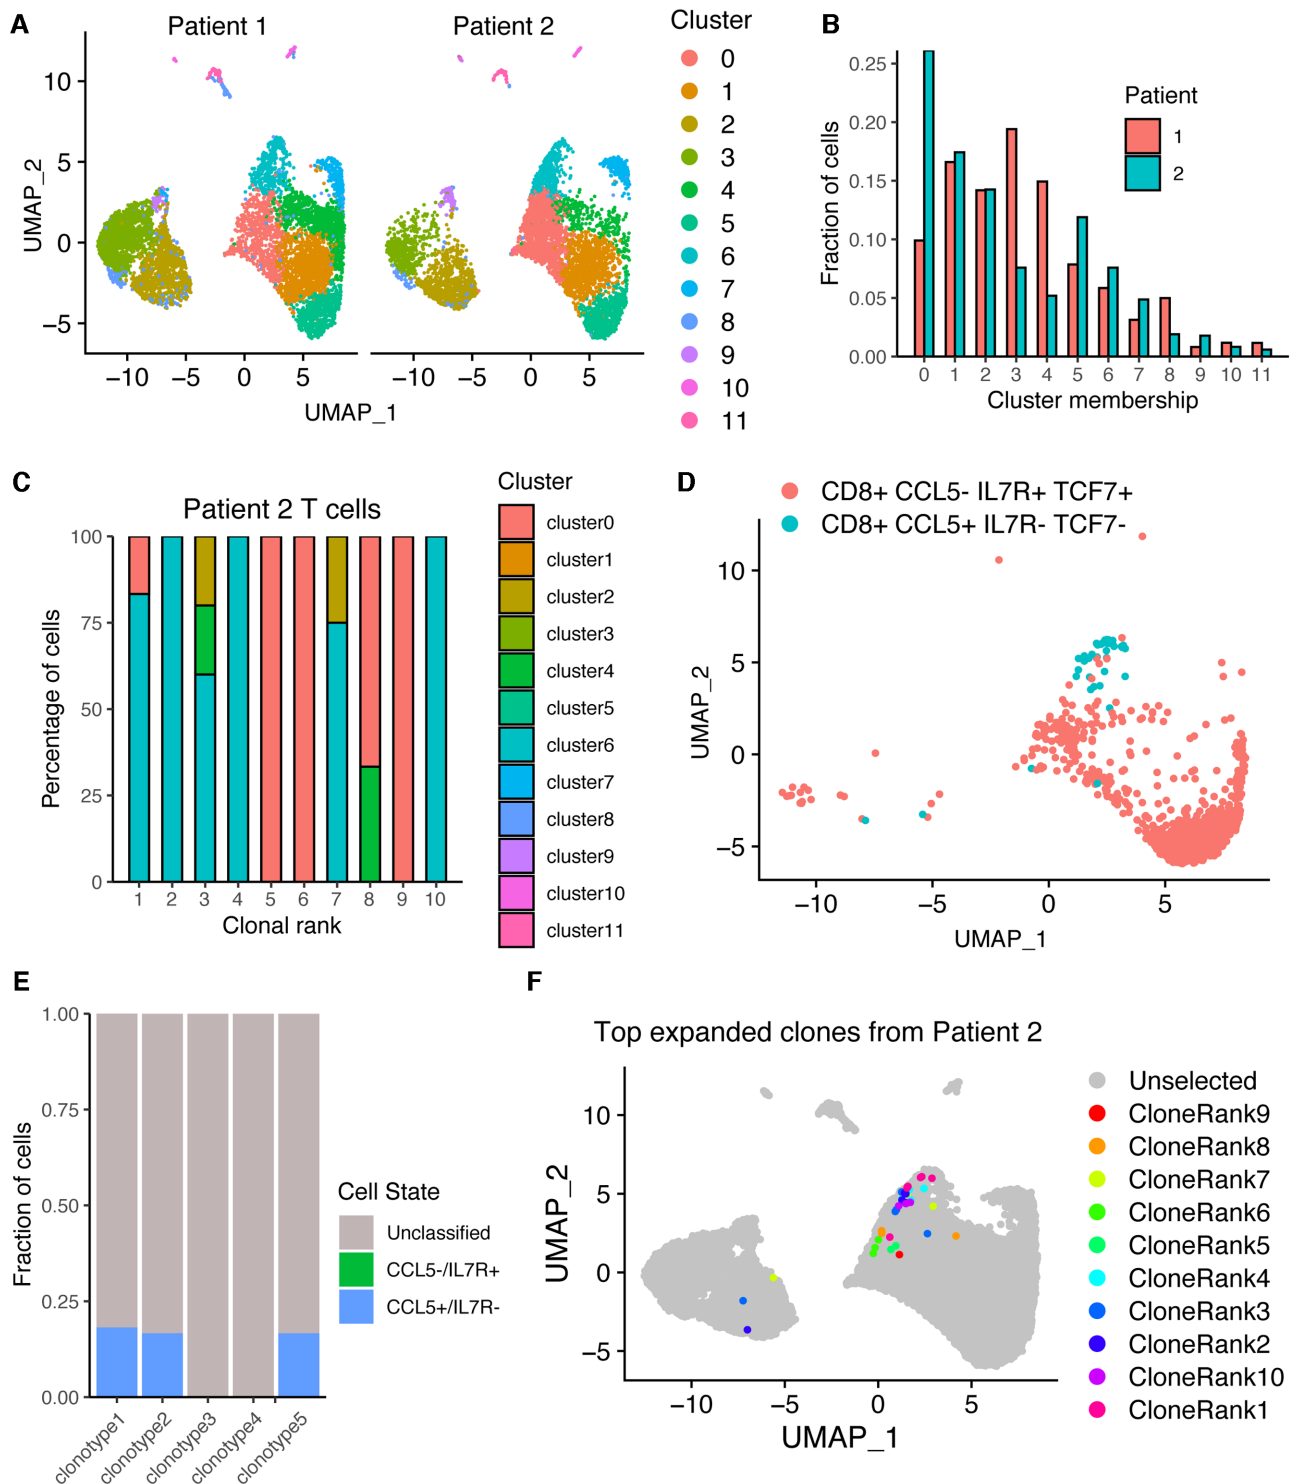 A
Patient 1
Patient 2
UMAP_2
10
5
0
−5
−10
−5
0
5
−10
−5
0
5
UMAP_1
Cluster
0
1
2
3
4
5
6
7
8
9
10
11
B
Fraction of cells
0.25
0.20
0.15
0.10
0.05
0.00
0 1 2 3 4 5 6 7 8 9 10 11
Cluster membership
Patient
1
2
C
Patient 2 T cells
Percentage of cells
100
75
50
25
0
1 2 3 4 5 6 7 8 9 10
Clonal rank
Cluster
cluster0
cluster1
cluster2
cluster3
cluster4
cluster5
cluster6
cluster7
cluster8
cluster9
cluster10
cluster11
D
CD8+ CCL5- IL7R+ TCF7+
CD8+ CCL5+ IL7R- TCF7-
UMAP_2
10
5
0
−5
−10
−5
0
5
UMAP_1
E
Fraction of cells
1.00
0.75
0.50
0.25
0.00
clonotype1
clonotype2
clonotype3
clonotype4
clonotype5
Cell State
Unclassified
CCL5-/IL7R+
CCL5+/IL7R-
F
Top expanded clones from Patient 2
UMAP_2
10
5
0
−5
−10
−5
0
5
UMAP_1
Unselected
CloneRank9
CloneRank8
CloneRank7
CloneRank6
CloneRank5
CloneRank4
CloneRank3
CloneRank2
CloneRank10
CloneRank1